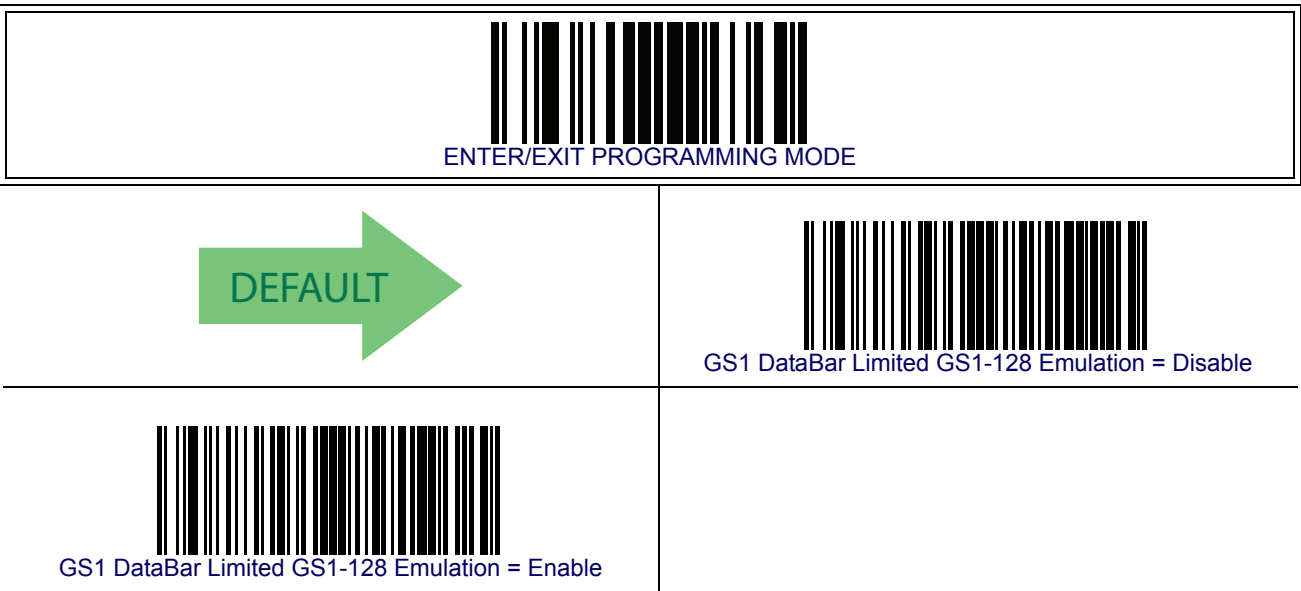 ENTER/EXIT PROGRAMMING MODE
DEFAULT
GS1 DataBar Limited GS1-128 Emulation = Disable
GS1 DataBar Limited GS1-128 Emulation = Enable